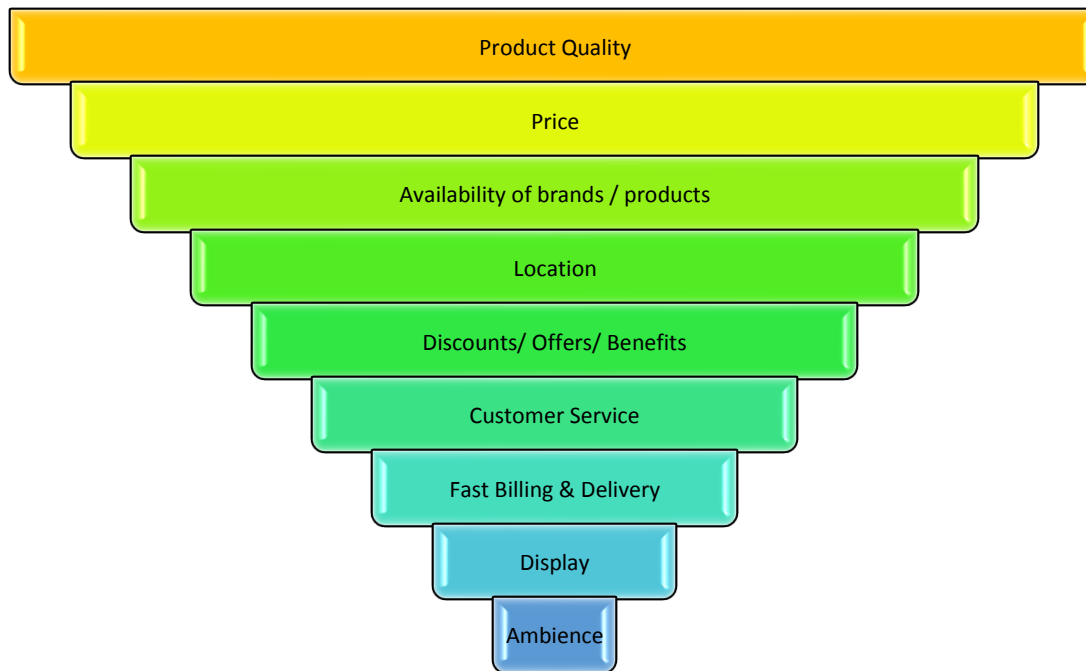 Product Quality
Price
Availability of brands / products
Location
Discounts/ Offers/ Benefits
Customer Service
Fast Billing & Delivery
Display
Ambience